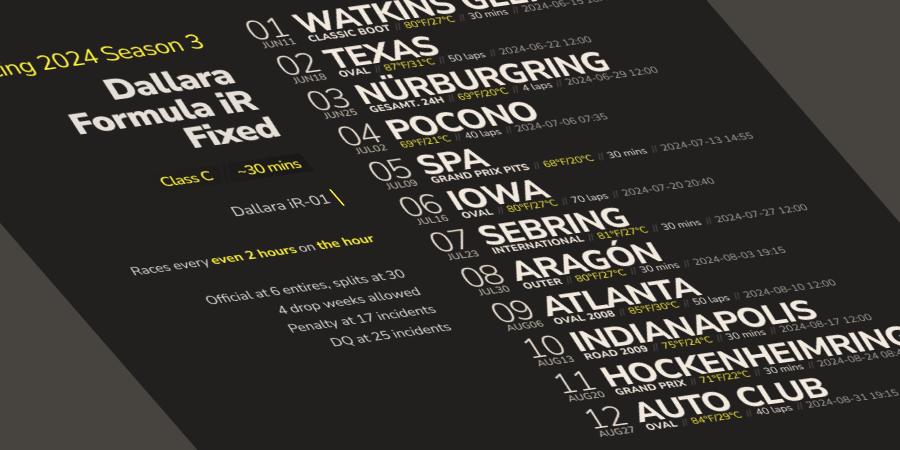 ing 2024 Season 3
Dallara
Formula iR
Fixed
Class C ~30 mins
Dallara iR-01
Races every even 2 hours on the hour
Official at 6 entires, splits at 30
4 drop weeks allowed
Penalty at 17 incidents
DQ at 25 incidents
01 WATKINS
JUN11 CLASSIC BOOT // 80°F/27°C // 30 mins //
02 TEXAS
JUN18 OVAL // 87°F/31°C // 50 laps // 2024-06-22 12:00
03 NÜRBURGRING
JUN25 GESAMT. 24H // 69°F/20°C // 4 laps // 2024-06-29 12:00
04 POCONO
JUL02 69°F/21°C // 40 laps // 2024-07-06 07:35
05 SPA
JUL09 GRAND PRIX PITS // 68°F/20°C // 30 mins // 2024-07-13 14:55
06 IOWA
JUL16 OVAL // 80°F/27°C // 70 laps // 2024-07-20 20:40
07 SEBRING
JUL23 INTERNATIONAL // 81°F/27°C // 30 mins // 2024-07-27 12:00
08 ARAGÓN
JUL30 OUTER // 80°F/27°C // 30 mins // 2024-08-03 19:15
09 ATLANTA
AUG06 OVAL 2008 // 85°F/30°C // 50 laps // 2024-08-10 12:00
10 INDIANAPOLIS
AUG13 ROAD 2009 // 75°F/24°C // 30 mins // 2024-08-17 12:00
11 HOCKENHEIMRING
AUG20 GRAND PRIX // 71°F/22°C // 30 mins // 2024-08-24
12 AUTO CLUB
AUG27 OVAL // 84°F/29°C // 40 laps // 2024-08-31 19:15